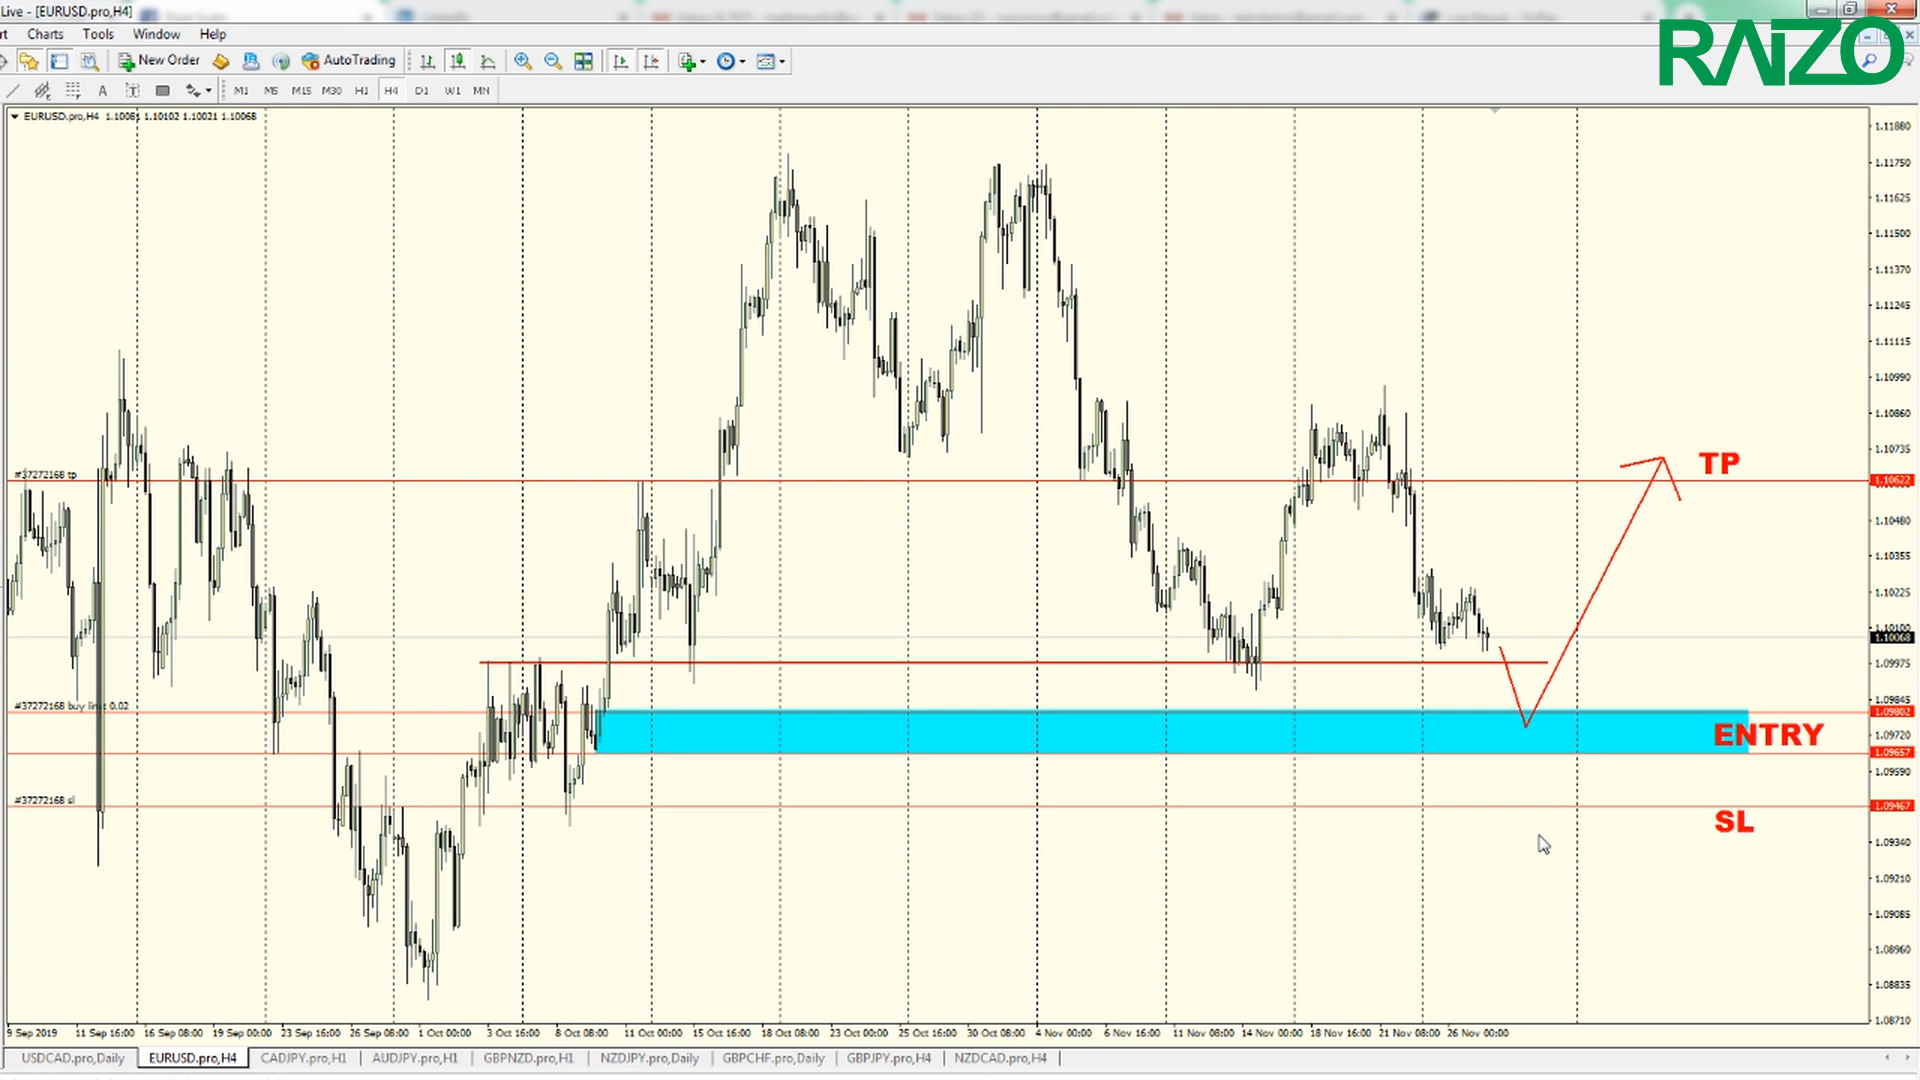 Live - [EURUSD.pro,H4]
Charts Tools Window Help
RAIZO
New Order AutoTrading
A T M1 M5 M15 M30 H1 H4 D1 W1 MN
EURUSD.pro,H4 1.10081 1.10102 1.10021 1.10068
1.11880
1.11750
1.11625
1.11500
1.11370
1.11245
1.11115
1.10990
1.10860
1.10735
TP
#37272168 tp
1.10622
1.10480
1.10355
1.10225
1.10100
1.10068
1.09975
1.09845
#37272168 buy limit 0.02
1.09802
ENTRY
1.09720
1.09657
1.09590
#37272168 sl
1.09467
SL
1.09340
1.09210
1.09085
1.08960
1.08835
1.08710
9 Sep 2019 11 Sep 16:00 16 Sep 08:00 19 Sep 00:00 23 Sep 16:00 26 Sep 08:00 1 Oct 00:00 3 Oct 16:00 8 Oct 08:00 11 Oct 00:00 15 Oct 16:00 18 Oct 08:00 23 Oct 00:00 25 Oct 16:00 30 Oct 08:00 4 Nov 00:00 6 Nov 16:00 11 Nov 08:00 14 Nov 00:00 18 Nov 16:00 21 Nov 08:00 26 Nov 00:00
USDCAD.pro,Daily EURUSD.pro,H4 CADJPY.pro,H1 AUDJPY.pro,H1 GBPNZD.pro,H1 NZDJPY.pro,Daily GBPCHF.pro,Daily GBPJPY.pro,H4 NZDCAD.pro,H4